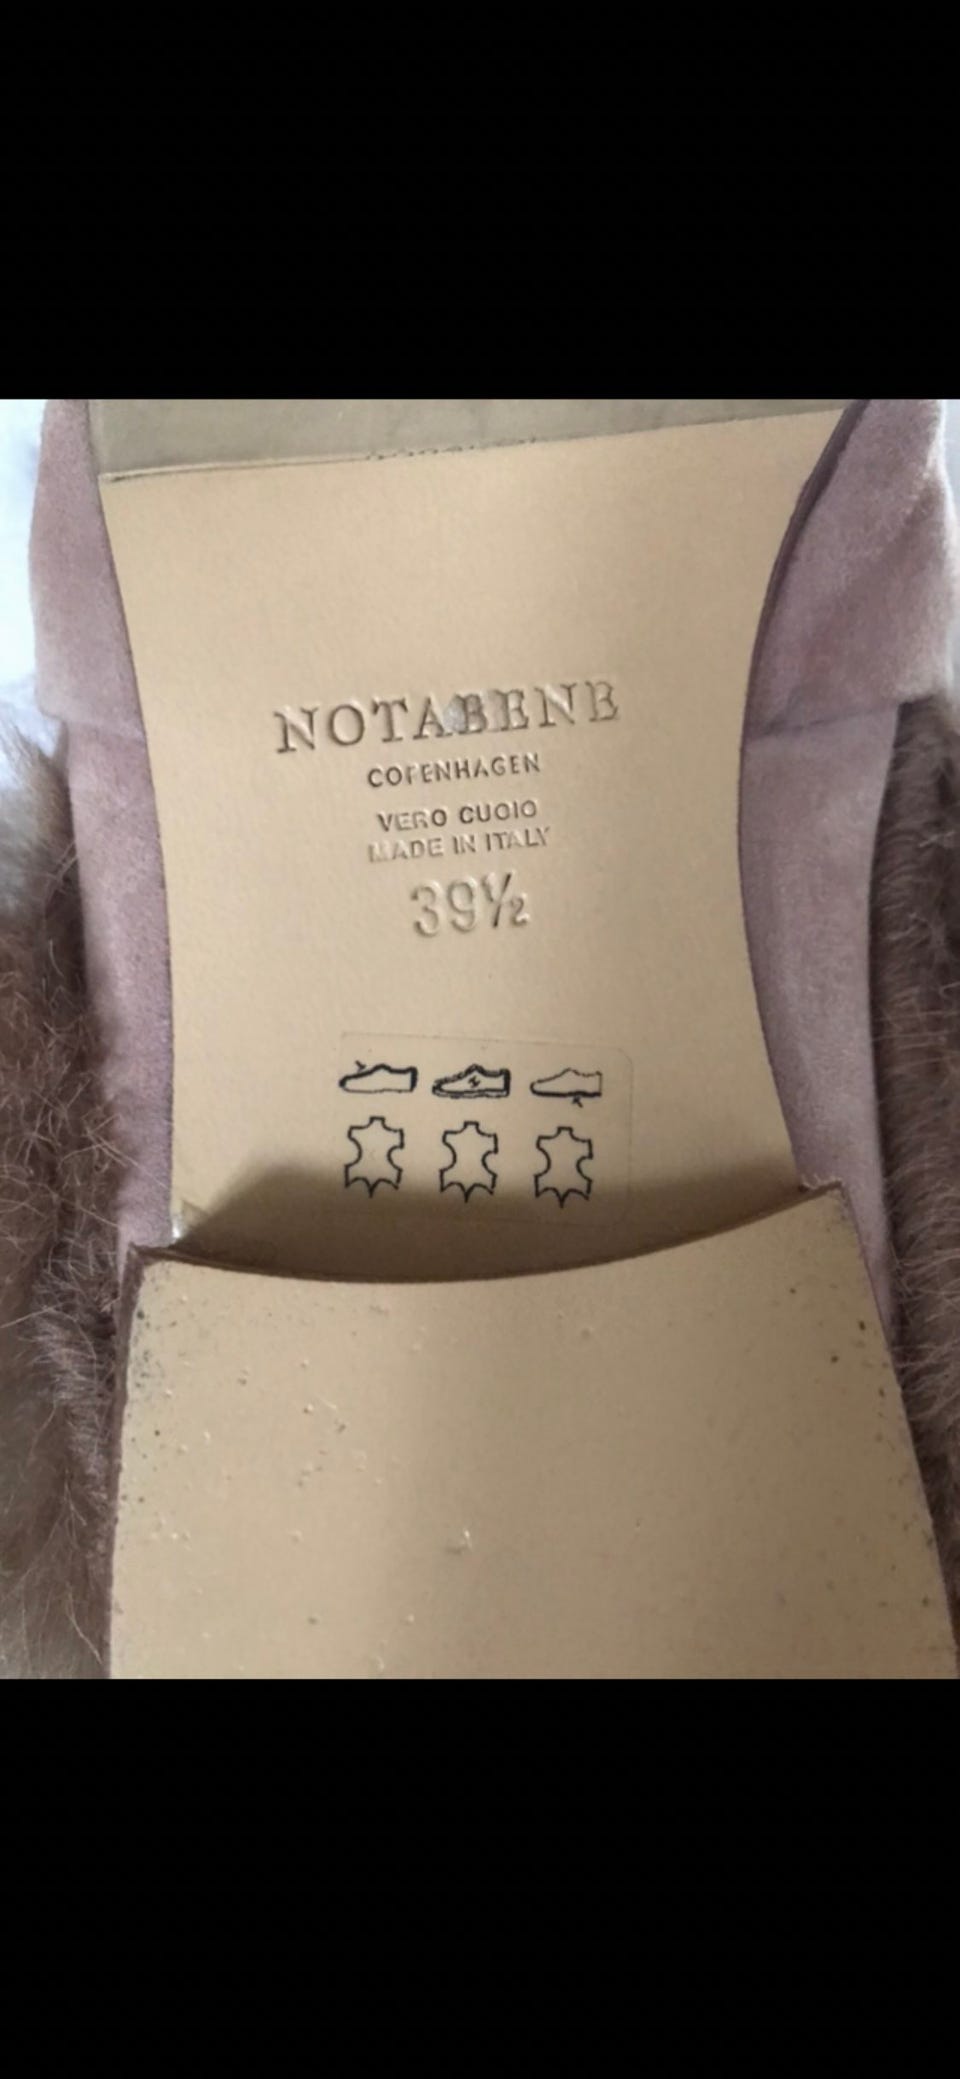 NOTABENE
COPENHAGEN
VERO CUOIO
MADE IN ITALY
39½